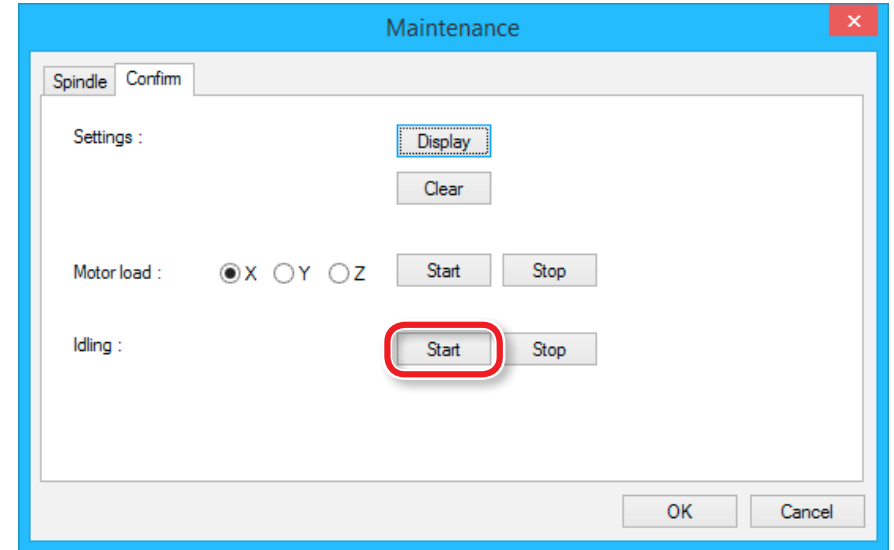 Maintenance
Spindle Confirm
Settings : Display
Clear
Motor load : X Y Z Start Stop
Idling : Start Stop
OK Cancel